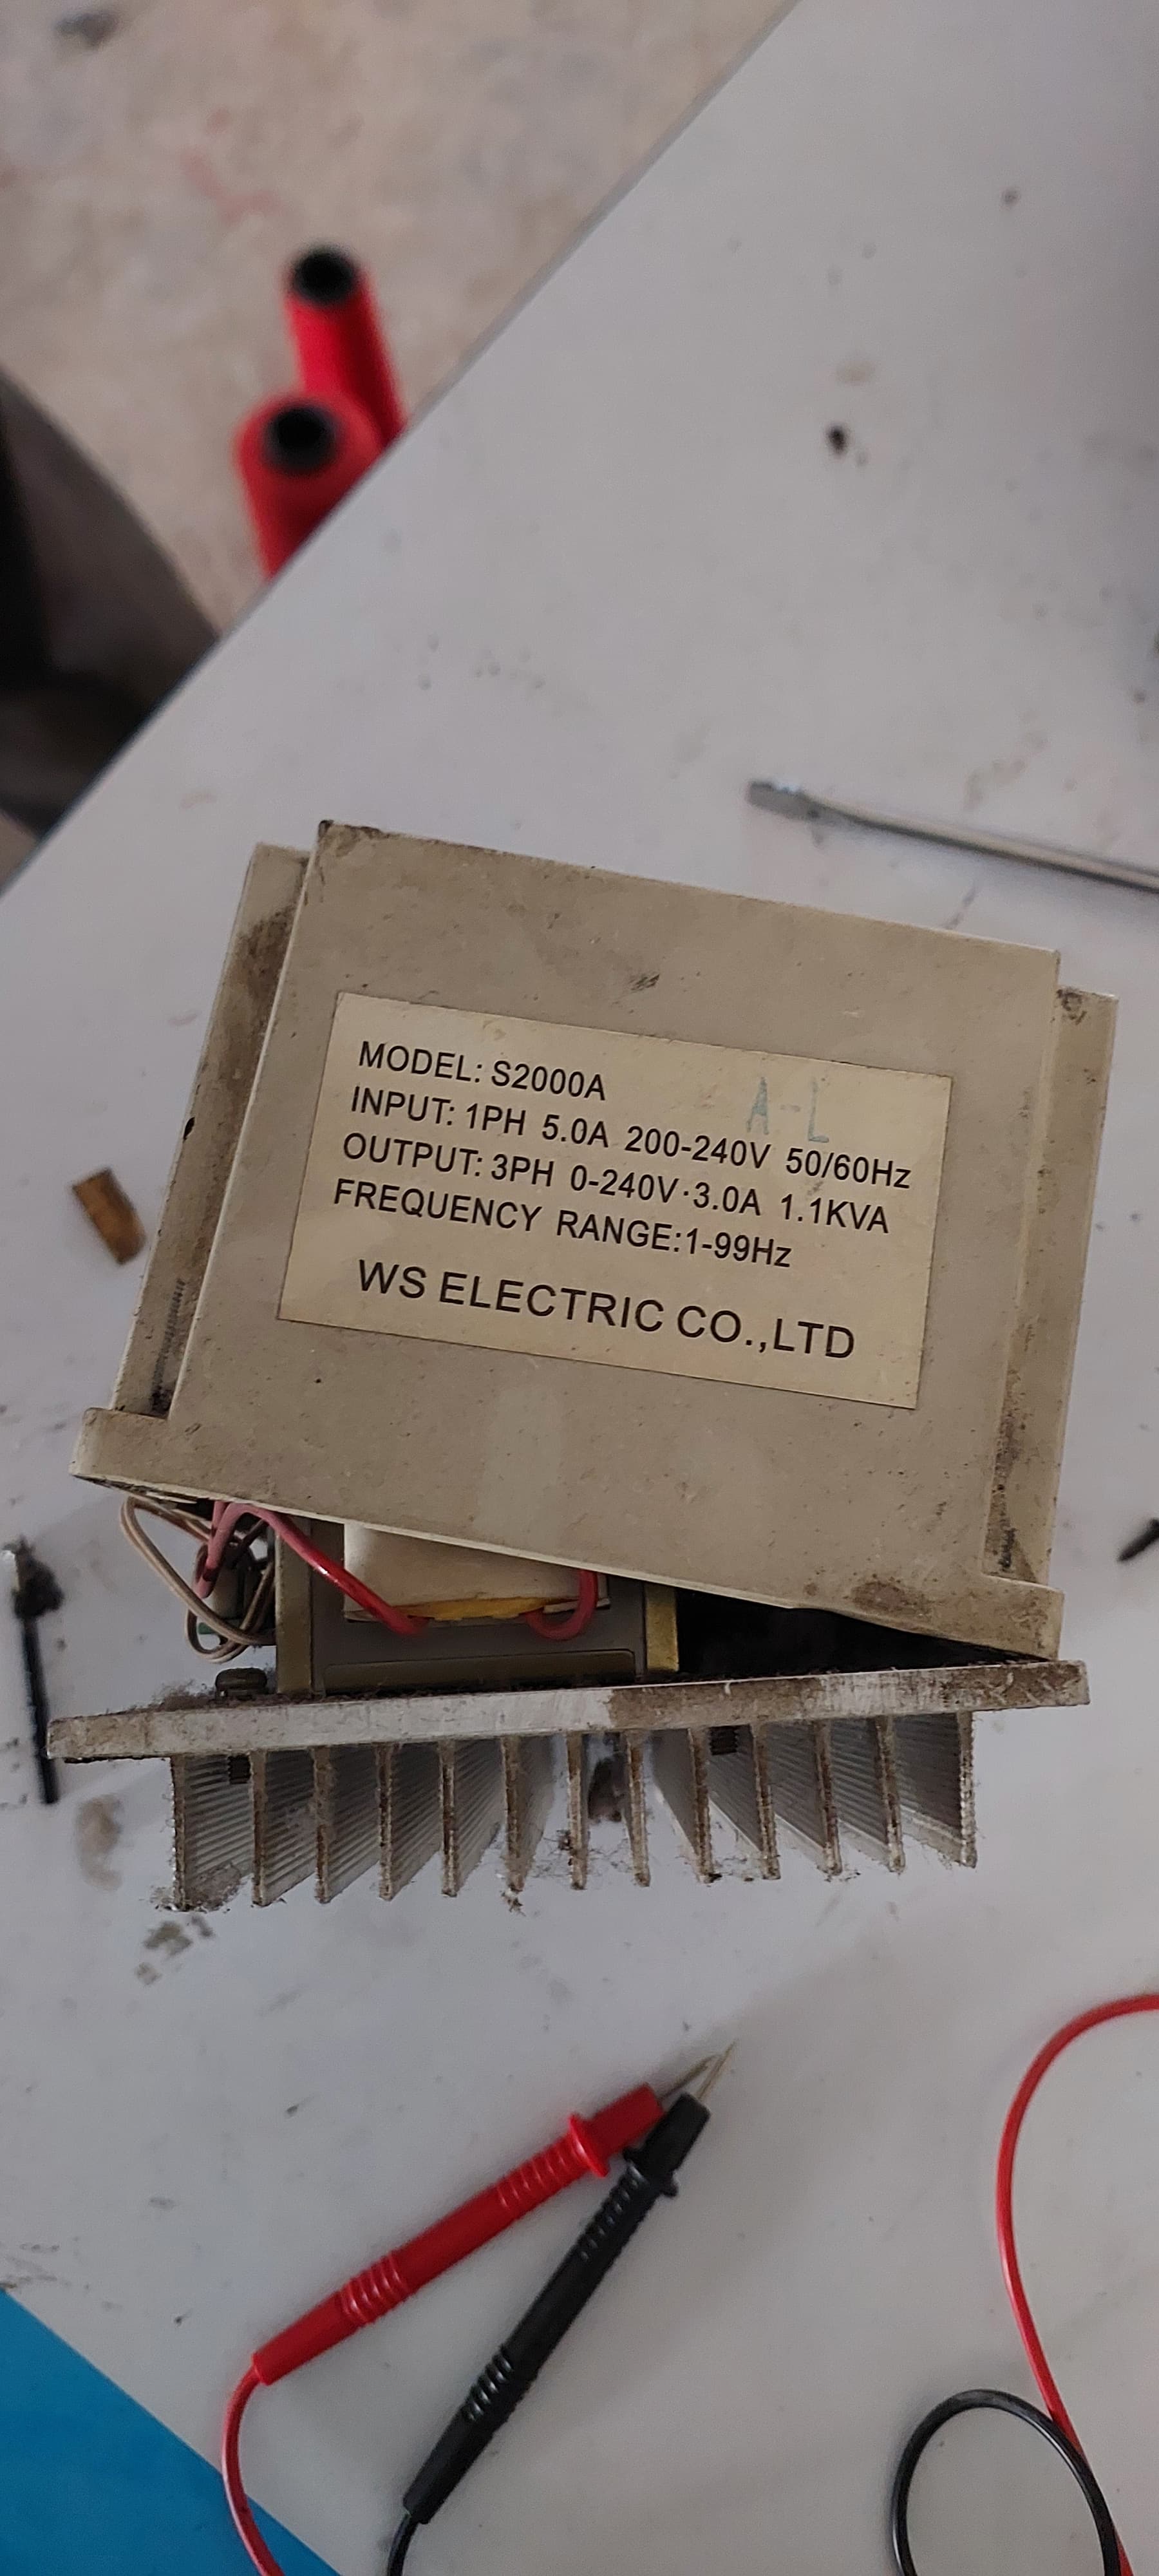 MODEL: S2000A
A-L
INPUT: 1PH 5.0A 200-240V 50/60Hz
OUTPUT: 3PH 0-240V·3.0A 1.1KVA
FREQUENCY RANGE:1-99Hz
WS ELECTRIC CO.,LTD